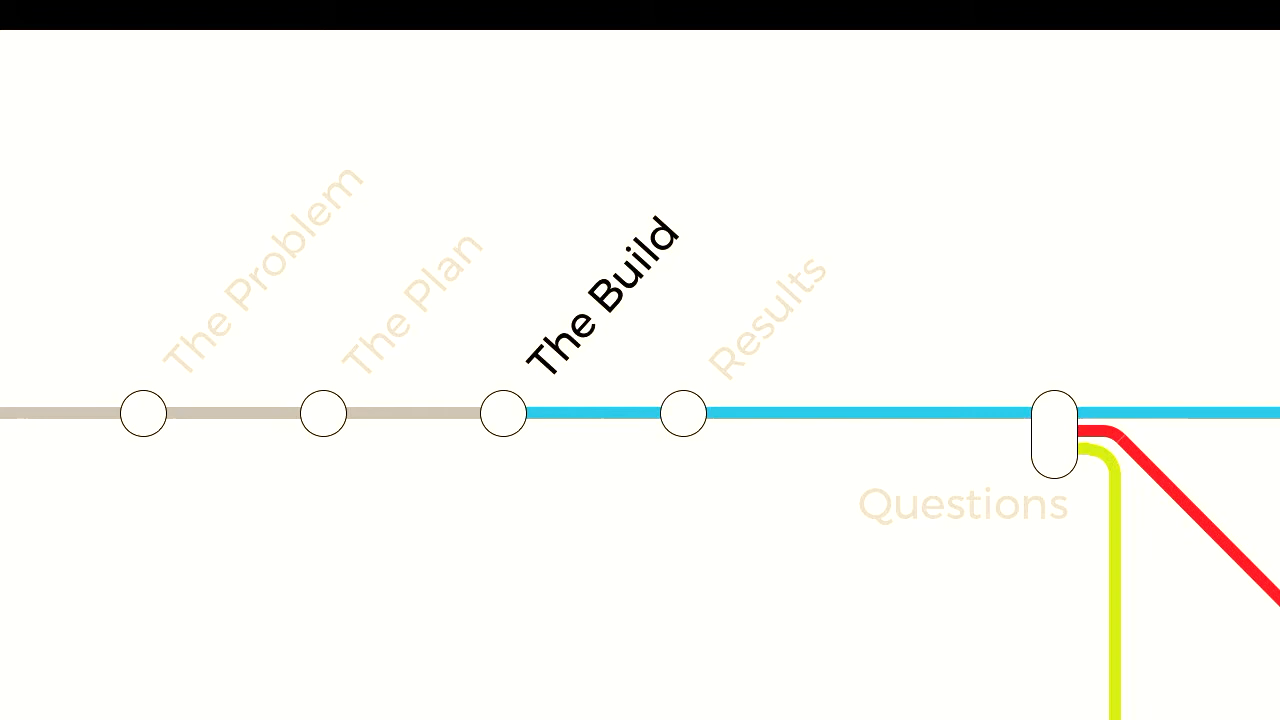 The Problem
The Plan
The Build
Results
Questions